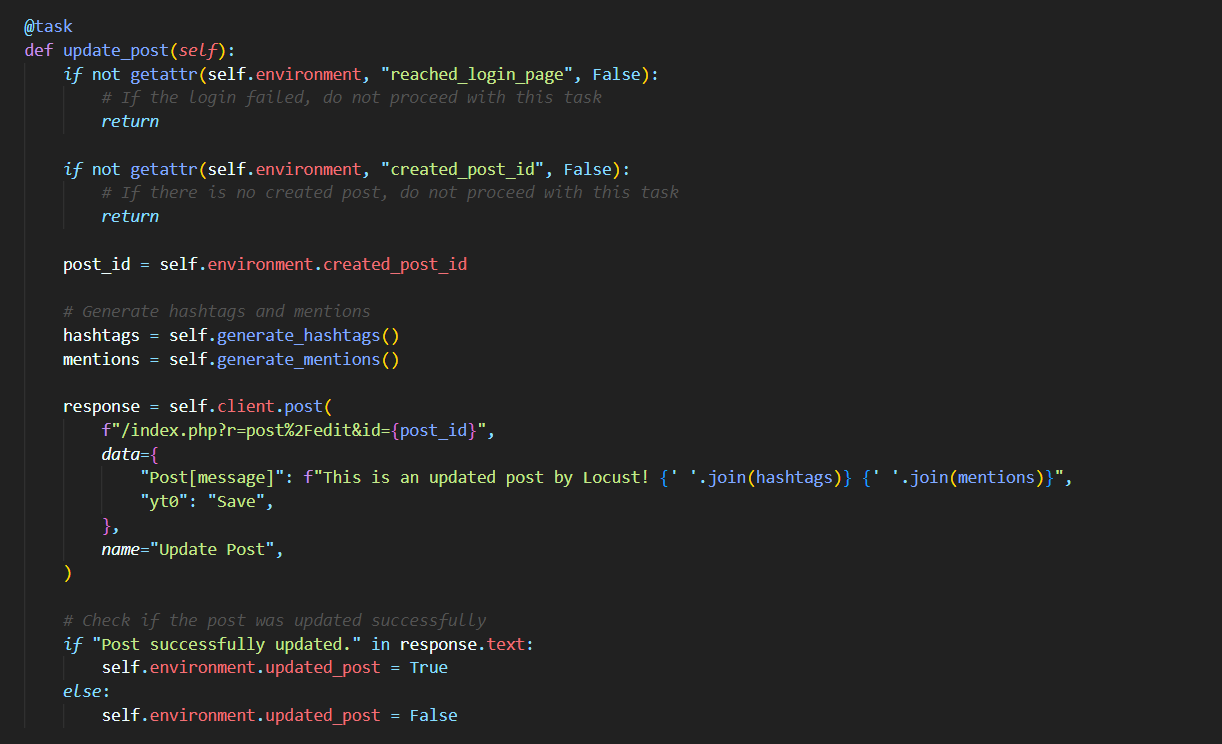 @task
def update_post(self):
    if not getattr(self.environment, "reached_login_page", False):
        # If the login failed, do not proceed with this task
        return

    if not getattr(self.environment, "created_post_id", False):
        # If there is no created post, do not proceed with this task
        return

    post_id = self.environment.created_post_id

    # Generate hashtags and mentions
    hashtags = self.generate_hashtags()
    mentions = self.generate_mentions()

    response = self.client.post(
        f"/index.php?r=post%2Fedit&id={post_id}",
        data={
            "Post[message]": f"This is an updated post by Locust! {' '.join(hashtags)} {' '.join(mentions)}",
            "yt0": "Save",
        },
        name="Update Post",
    )

    # Check if the post was updated successfully
    if "Post successfully updated." in response.text:
        self.environment.updated_post = True
    else:
        self.environment.updated_post = False